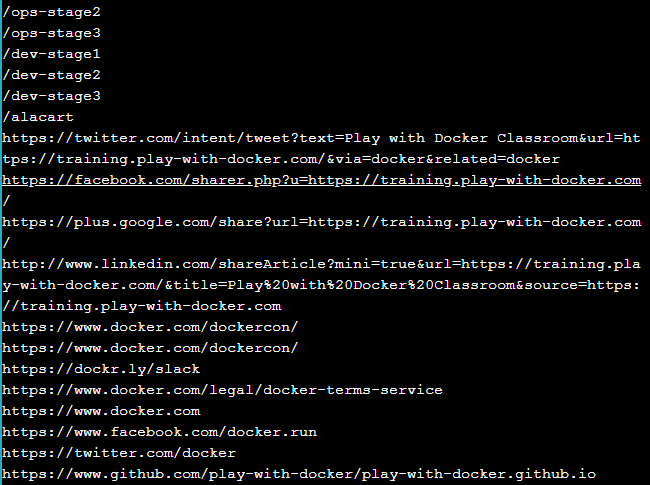 /ops-stage2
/ops-stage3
/dev-stage1
/dev-stage2
/dev-stage3
/alacart
https://twitter.com/intent/tweet?text=Play with Docker Classroom&url=ht
tps://training.play-with-docker.com/&via=docker&related=docker
https://facebook.com/sharer.php?u=https://training.play-with-docker.com
/
https://plus.google.com/share?url=https://training.play-with-docker.com
/
http://www.linkedin.com/shareArticle?mini=true&url=https://training.pla
y-with-docker.com/&title=Play%20with%20Docker%20Classroom&source=https:
//training.play-with-docker.com
https://www.docker.com/dockercon/
https://www.docker.com/dockercon/
https://dockr.ly/slack
https://www.docker.com/legal/docker-terms-service
https://www.docker.com
https://www.facebook.com/docker.run
https://twitter.com/docker
https://www.github.com/play-with-docker/play-with-docker.github.io